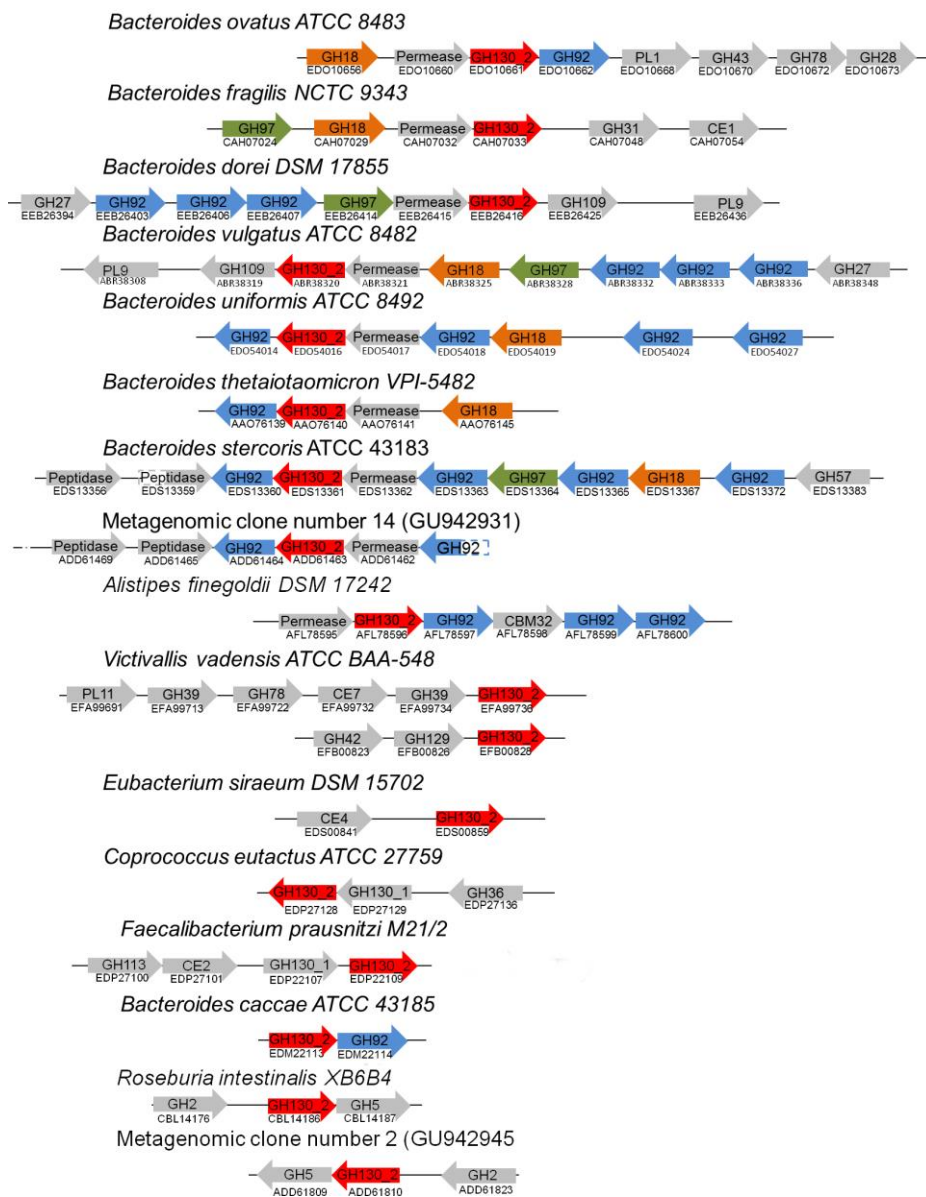 Bacteroides ovatus ATCC 8483
GH18 Permease GH130_2 GH92 PL1 GH43 GH78 GH28
EDO10656 EDO10660 EDO10661 EDO10662 EDO10668 EDO10670 EDO10672 EDO10673
Bacteroides fragilis NCTC 9343
GH97 GH18 Permease GH130_2 GH31 CE1
CAH07024 CAH07029 CAH07032 CAH07033 CAH07048 CAH07054
Bacteroides dorei DSM 17855
GH27 GH92 GH92 GH92 GH97 Permease GH130_2 GH109 PL9
EEB26394 EEB26403 EEB26406 EEB26407 EEB26414 EEB26415 EEB26416 EEB26425 EEB26436
Bacteroides vulgatus ATCC 8482
PL9 GH109 GH130_2 Permease GH18 GH97 GH92 GH92 GH92 GH27
ABR38308 ABR38319 ABR38320 ABR38321 ABR38325 ABR38328 ABR38332 ABR38333 ABR38336 ABR38348
Bacteroides uniformis ATCC 8492
GH92 GH130_2 Permease GH92 GH18 GH92 GH92
EDO54014 EDO54016 EDO54017 EDO54018 EDO54019 EDO54024 EDO54027
Bacteroides thetaiotaomicron VPI-5482
GH92 GH130_2 Permease GH18
AAO76139 AAO76140 AAO76141 AAO76145
Bacteroides stercoris ATCC 43183
Peptidase Peptidase GH92 GH130_2 Permease GH92 GH97 GH92 GH18 GH92 GH57
EDS13356 EDS13359 EDS13360 EDS13361 EDS13362 EDS13363 EDS13364 EDS13365 EDS13367 EDS13372 EDS13383
Metagenomic clone number 14 (GU942931)
Peptidase Peptidase GH92 GH130_2 Permease GH92
ADD61469 ADD61465 ADD61464 ADD61463 ADD61462
Alistipes finegoldii DSM 17242
Permease GH130_2 GH92 CBM32 GH92 GH92
AFL78595 AFL78596 AFL78597 AFL78598 AFL78599 AFL78600
Victivallis vadensis ATCC BAA-548
PL11 GH39 GH78 CE7 GH39 GH130_2
EFA99691 EFA99713 EFA99722 EFA99732 EFA99734 EFA99736
GH42 GH129 GH130_2
EFB00823 EFB00826 EFB00828
Eubacterium siraeum DSM 15702
CE4 GH130_2
EDS00841 EDS00859
Coprococcus eutactus ATCC 27759
GH130_2 GH130_1 GH36
EDP27128 EDP27129 EDP27136
Faecalibacterium prausnitzi M21/2
GH113 CE2 GH130_1 GH130_2
EDP27100 EDP27101 EDP22107 EDP22109
Bacteroides caccae ATCC 43185
GH130_2 GH92
EDM22113 EDM22114
Roseburia intestinalis XB6B4
GH2 GH130_2 GH5
CBL14176 CBL14186 CBL14187
Metagenomic clone number 2 (GU942945
GH5 GH130_2 GH2
ADD61809 ADD61810 ADD61823